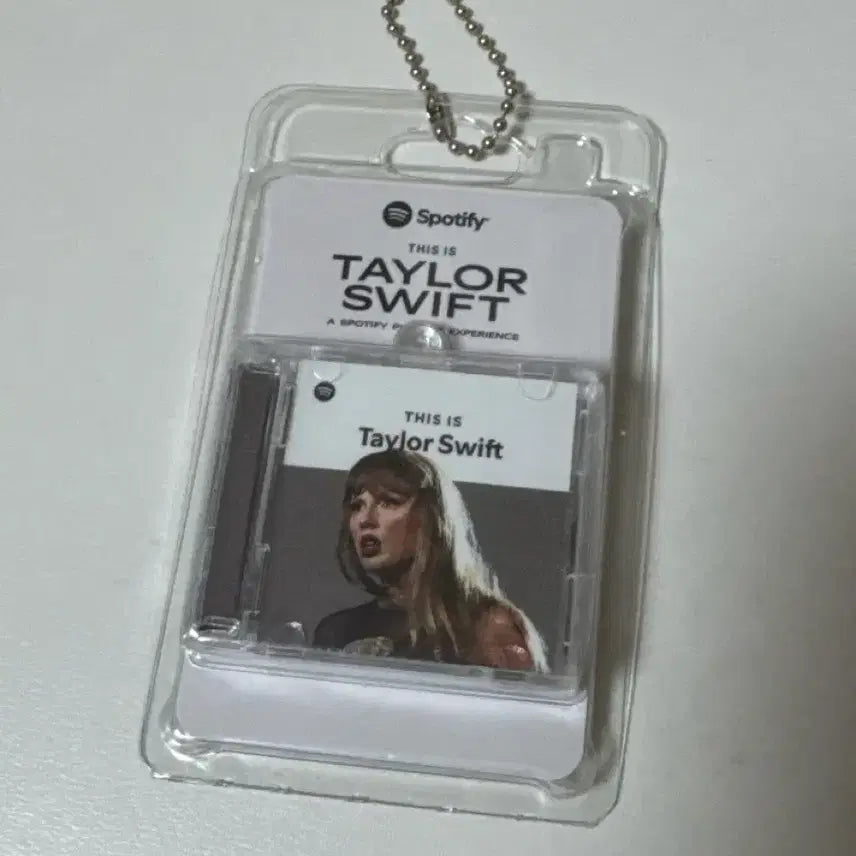 Spotify
THIS IS
TAYLOR
SWIFT
A SPOTIFY EXPERIENCE
THIS IS
Taylor Swift